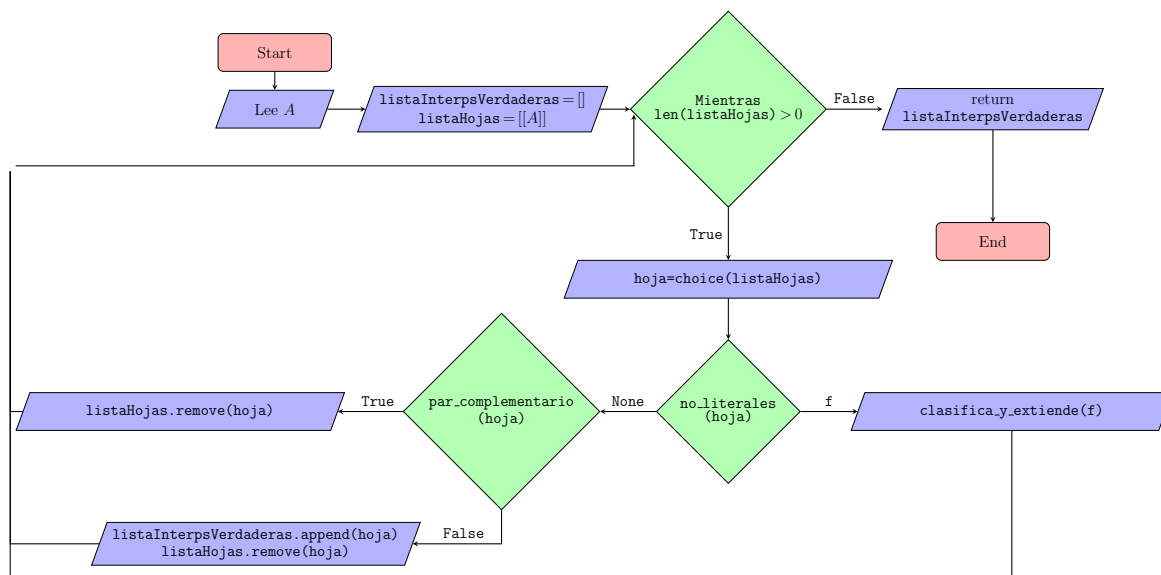 Start
Lee A
listaInterpsVerdaderas = []
listaHojas = [[A]]
Mientras
len(listaHojas) > 0
False
return
listaInterpsVerdaderas
End
True
hoja=choice(listaHojas)
no_literales
(hoja)
f
clasifica_y_extiende(f)
None
par_complementario
(hoja)
True
listaHojas.remove(hoja)
False
listaInterpsVerdaderas.append(hoja)
listaHojas.remove(hoja)